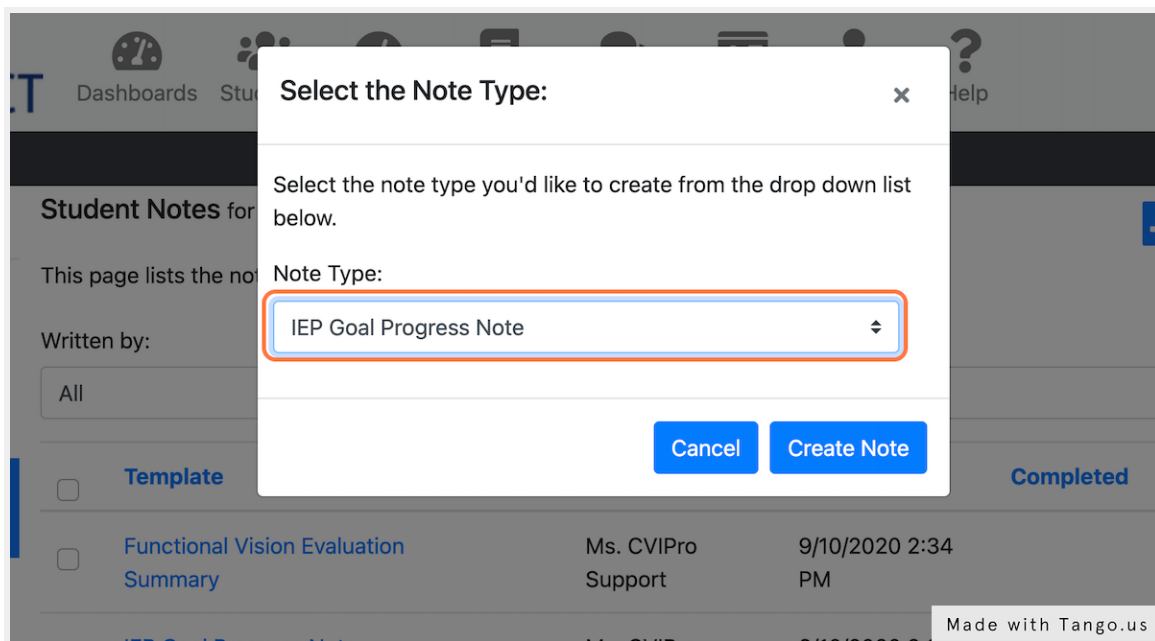 CT
Dashboards Stu Help
Select the Note Type:
×
Select the note type you'd like to create from the drop down list
below.
Student Notes for
This page lists the no
Note Type:
IEP Goal Progress Note
Written by:
All
Cancel Create Note
Template Completed
Functional Vision Evaluation
Summary
Ms. CVIPro
Support
9/10/2020 2:34
PM
Made with Tango.us